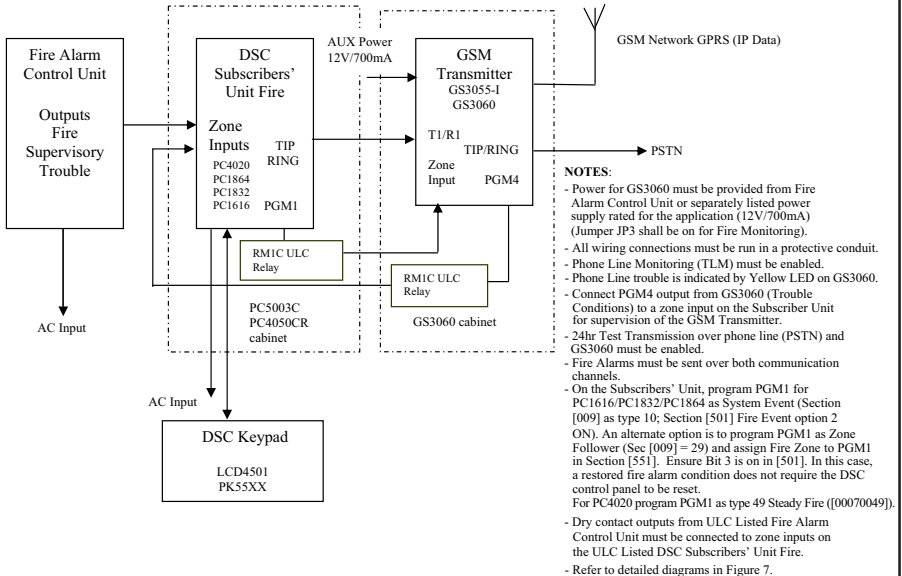 Fire Alarm
Control Unit
Outputs
Fire
Supervisory
Trouble
AC Input
DSC
Subscribers'
Unit Fire
Zone
Inputs
PC4020
PC1864
PC1832
PC1616
TIP
RING
PGM1
RM1C ULC
Relay
PC5003C
PC4050CR
cabinet
AC Input
DSC Keypad
LCD4501
PK55XX
AUX Power
12V/700mA
GSM
Transmitter
GS3055-I
GS3060
T1/R1
TIP/RING
Zone
Input
PGM4
RM1C ULC
Relay
GS3060 cabinet
GSM Network GPRS (IP Data)
PSTN
NOTES:
- Power for GS3060 must be provided from Fire
Alarm Control Unit or separately listed power
supply rated for the application (12V/700mA)
(Jumper JP3 shall be on for Fire Monitoring).
- All wiring connections must be run in a protective conduit.
- Phone Line Monitoring (TLM) must be enabled.
- Phone Line trouble is indicated by Yellow LED on GS3060.
- Connect PGM4 output from GS3060 (Trouble
Conditions) to a zone input on the Subscriber Unit
for supervision of the GSM Transmitter.
- 24hr Test Transmission over phone line (PSTN) and
GS3060 must be enabled.
- Fire Alarms must be sent over both communication
channels.
- On the Subscribers' Unit, program PGM1 for
PC1616/PC1832/PC1864 as System Event (Section
[009] as type 10; Section [501] Fire Event option 2
ON). An alternate option is to program PGM1 as Zone
Follower (Sec [009] = 29) and assign Fire Zone to PGM1
in Section [551]. Ensure Bit 3 is on in [501]. In this case,
a restored fire alarm condition does not require the DSC
control panel to be reset.
For PC4020 program PGM1 as type 49 Steady Fire ([00070049]).
- Dry contact outputs from ULC Listed Fire Alarm
Control Unit must be connected to zone inputs on
the ULC Listed DSC Subscribers' Unit Fire.
- Refer to detailed diagrams in Figure 7.